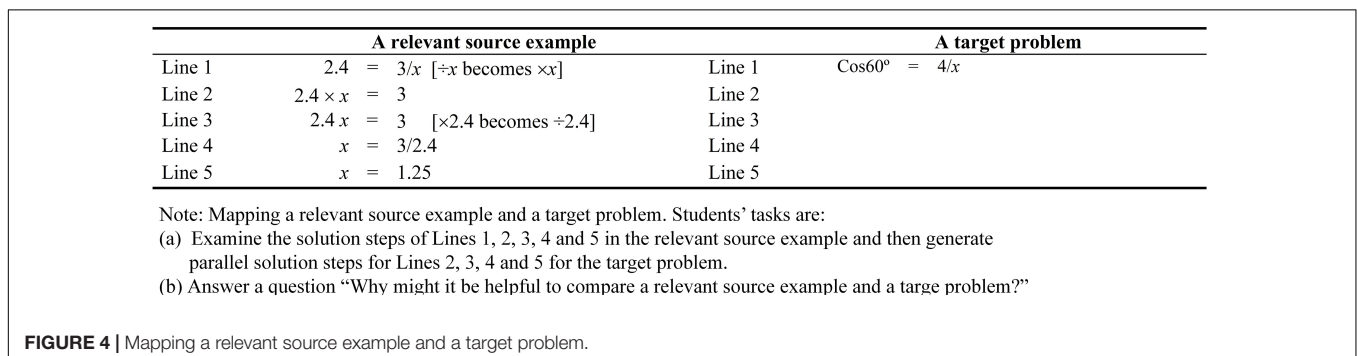 A relevant source example A target problem
Line 1 2.4 = 3/x [÷x becomes ×x] Line 1 Cos60º = 4/x
Line 2 2.4 × x = 3 Line 2
Line 3 2.4 x = 3 [×2.4 becomes ÷2.4] Line 3
Line 4 x = 3/2.4 Line 4
Line 5 x = 1.25 Line 5
Note: Mapping a relevant source example and a target problem. Students’ tasks are:
(a) Examine the solution steps of Lines 1, 2, 3, 4 and 5 in the relevant source example and then generate
parallel solution steps for Lines 2, 3, 4 and 5 for the target problem.
(b) Answer a question “Why might it be helpful to compare a relevant source example and a targe problem?”
FIGURE 4 | Mapping a relevant source example and a target problem.